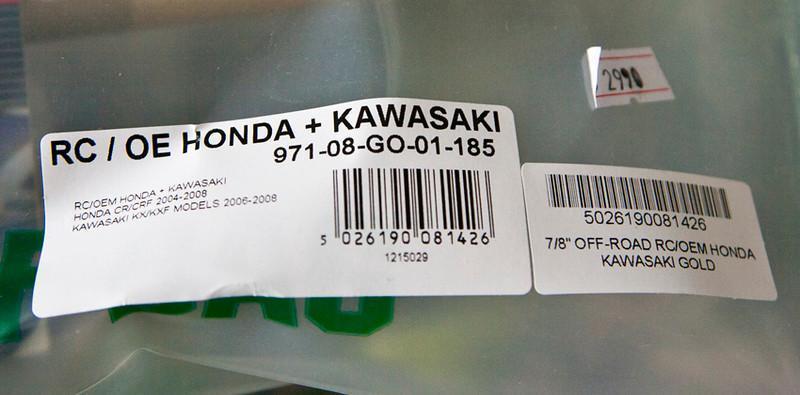 2990
RC / OE HONDA + KAWASAKI
971-08-GO-01-185
RC/OEM HONDA + KAWASAKI
HONDA CR/CRF 2004-2008
KAWASAKI KX/KXF MODELS 2006-2008
5 026190 081426
1215029
5026190081426
7/8" OFF-ROAD RC/OEM HONDA
KAWASAKI GOLD